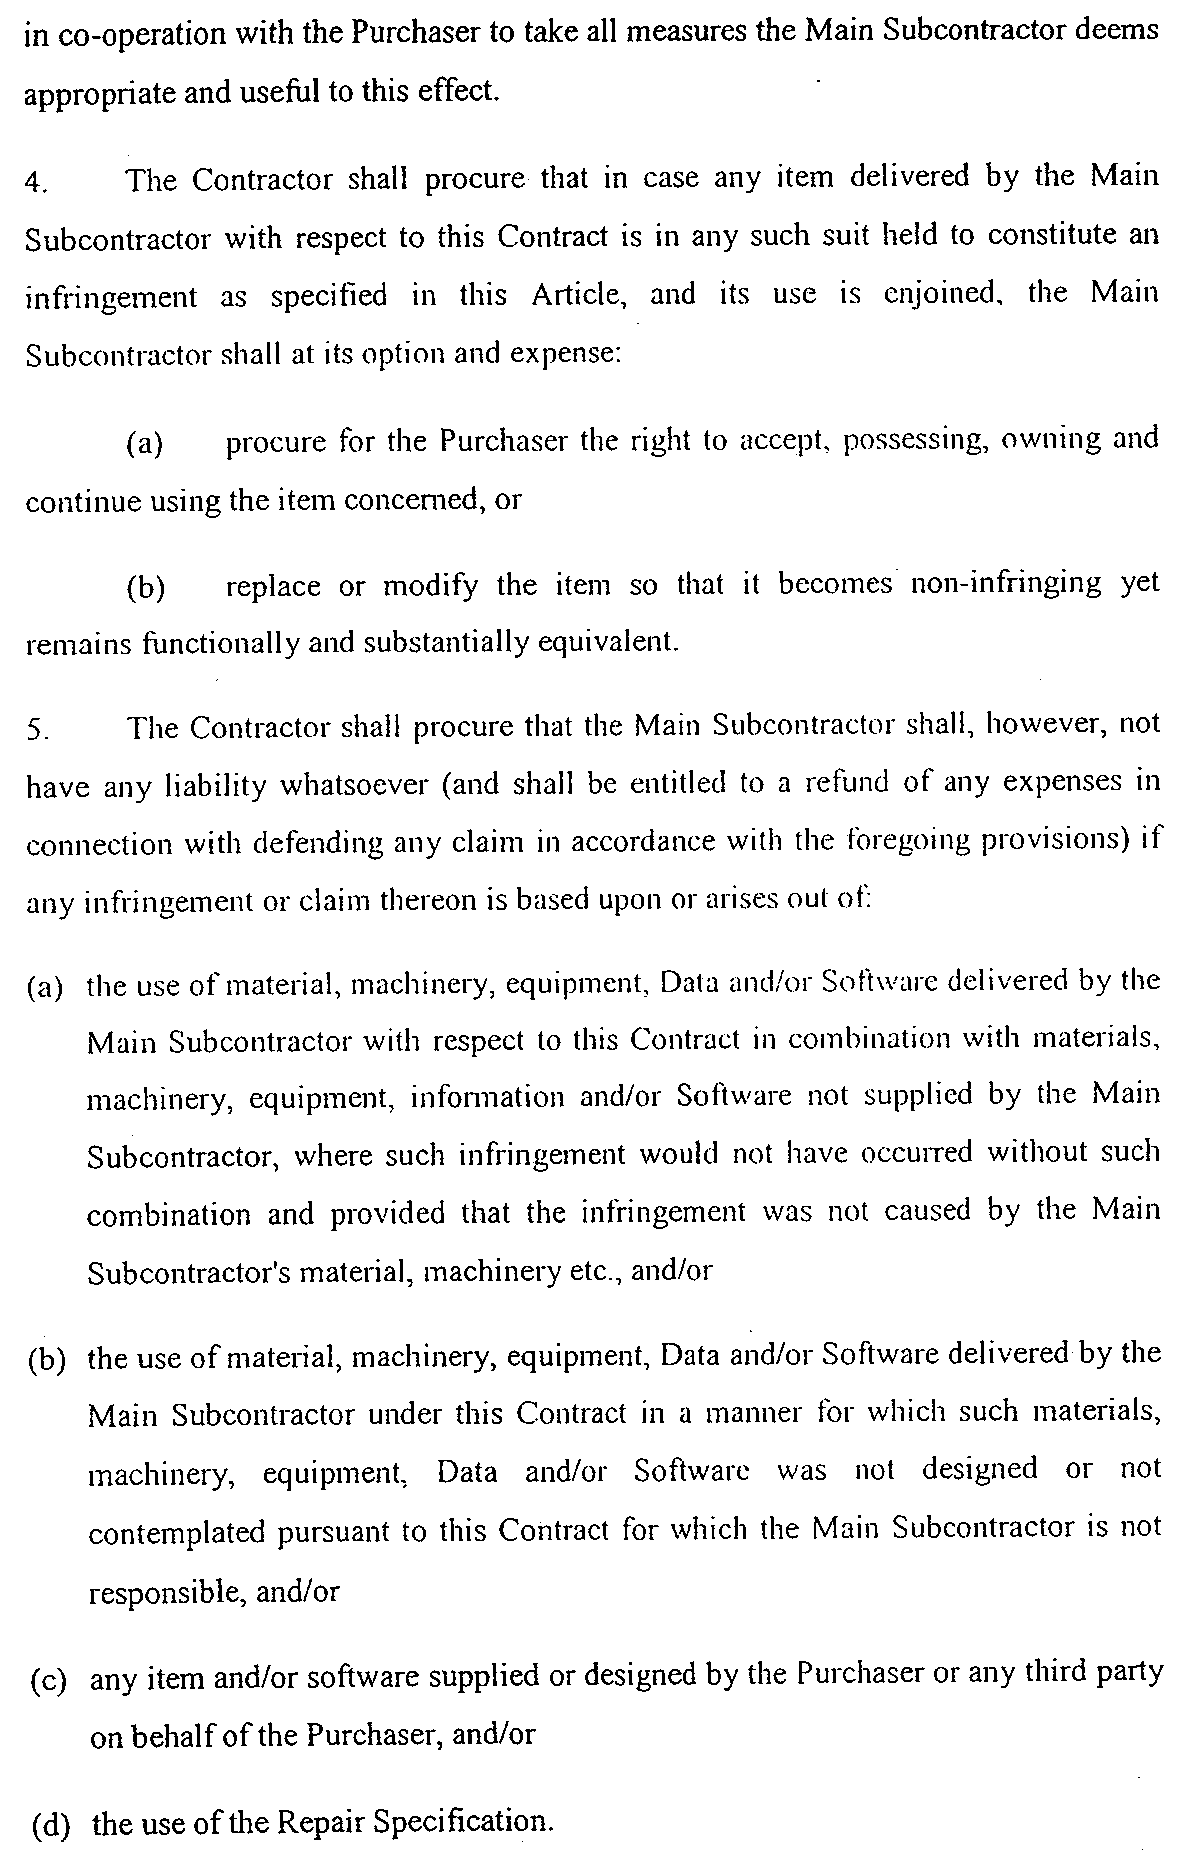 in co-operation with the Purchaser to take all measures the Main Subcontractor deems
appropriate and useful to this effect.
4. The Contractor shall procure that in case any item delivered by the Main
Subcontractor with respect to this Contract is in any such suit held to constitute an
infringement as specified in this Article, and its use is enjoined, the Main
Subcontractor shall at its option and expense:
(a) procure for the Purchaser the right to accept, possessing, owning and
continue using the item concerned, or
(b) replace or modify the item so that it becomes non-infringing yet
remains functionally and substantially equivalent.
5. The Contractor shall procure that the Main Subcontractor shall, however, not
have any liability whatsoever (and shall be entitled to a refund of any expenses in
connection with defending any claim in accordance with the foregoing provisions) if
any infringement or claim thereon is based upon or arises out of:
(a) the use of material, machinery, equipment, Data and/or Software delivered by the
Main Subcontractor with respect to this Contract in combination with materials,
machinery, equipment, information and/or Software not supplied by the Main
Subcontractor, where such infringement would not have occurred without such
combination and provided that the infringement was not caused by the Main
Subcontractor's material, machinery etc., and/or
(b) the use of material, machinery, equipment, Data and/or Software delivered by the
Main Subcontractor under this Contract in a manner for which such materials,
machinery, equipment, Data and/or Software was not designed or not
contemplated pursuant to this Contract for which the Main Subcontractor is not
responsible, and/or
(c) any item and/or software supplied or designed by the Purchaser or any third party
on behalf of the Purchaser, and/or
(d) the use of the Repair Specification.